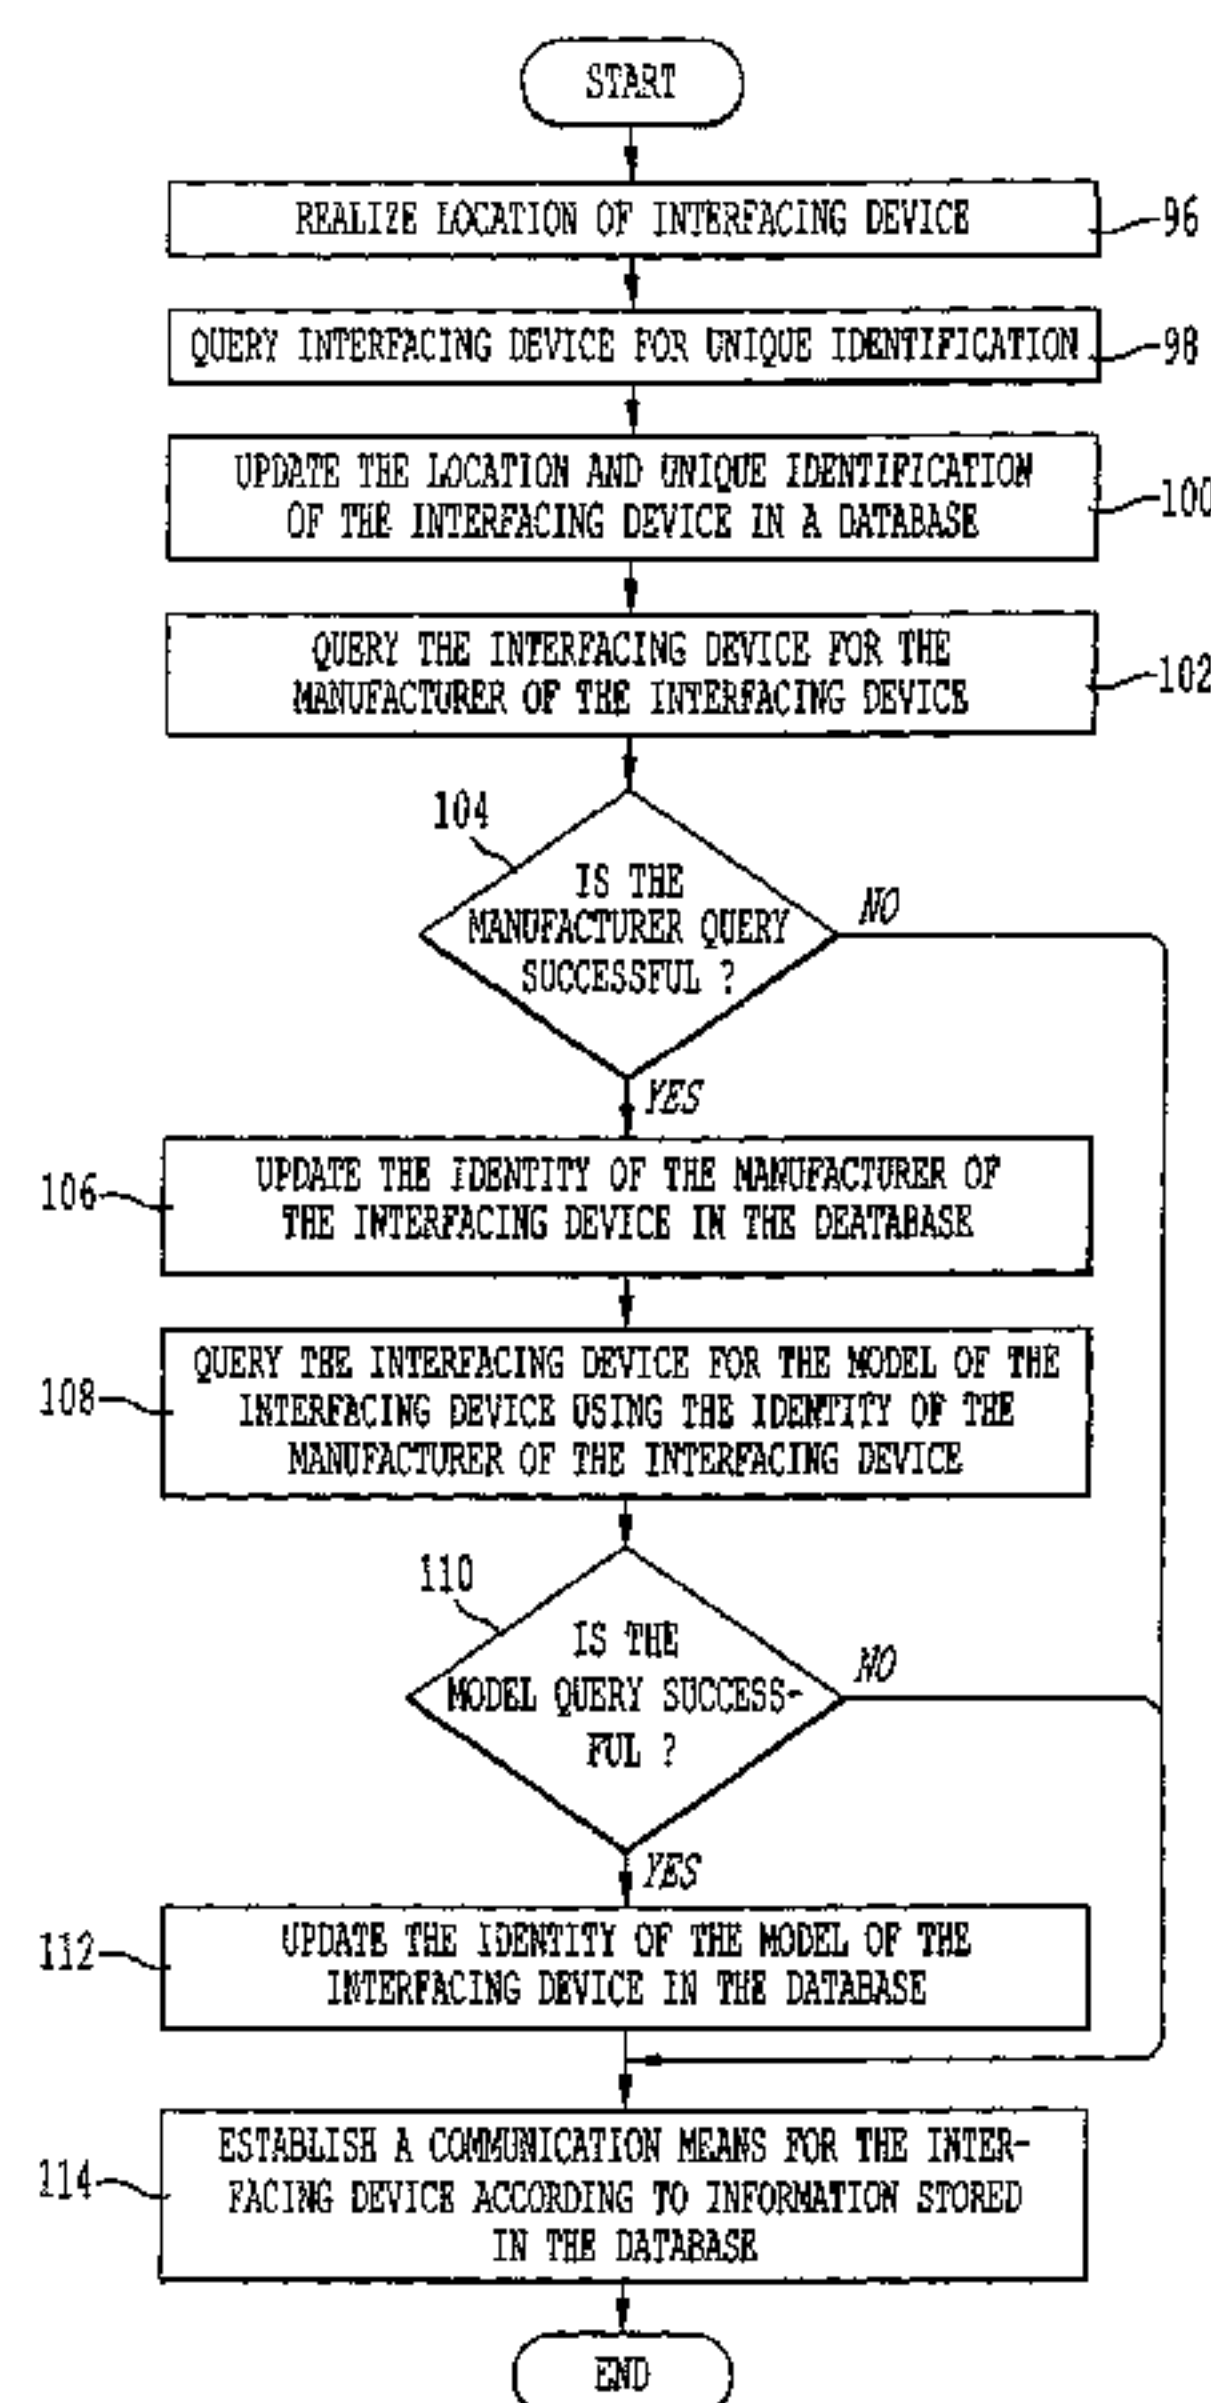 START
REALIZE LOCATION OF INTERFACING DEVICE
96
QUERY INTERFACING DEVICE FOR UNIQUE IDENTIFICATION
98
UPDATE THE LOCATION AND UNIQUE IDENTIFICATION
OF THE INTERFACING DEVICE IN A DATABASE
100
QUERY THE INTERFACING DEVICE FOR THE
MANUFACTURER OF THE INTERFACING DEVICE
102
104
IS THE
MANUFACTURER QUERY
SUCCESSFUL ?
NO
YES
106
UPDATE THE IDENTITY OF THE MANUFACTURER OF
THE INTERFACING DEVICE IN THE DEATABASE
108
QUERY THE INTERFACING DEVICE FOR THE MODEL OF THE
INTERFACING DEVICE USING THE IDENTITY OF THE
MANUFACTURER OF THE INTERFACING DEVICE
110
IS THE
MODEL QUERY SUCCESS-
FUL ?
NO
YES
112
UPDATE THE IDENTITY OF THE MODEL OF THE
INTERFACING DEVICE IN THE DATABASE
114
ESTABLISH A COMMUNICATION MEANS FOR THE INTER-
FACING DEVICE ACCORDING TO INFORMATION STORED
IN THE DATABASE
END